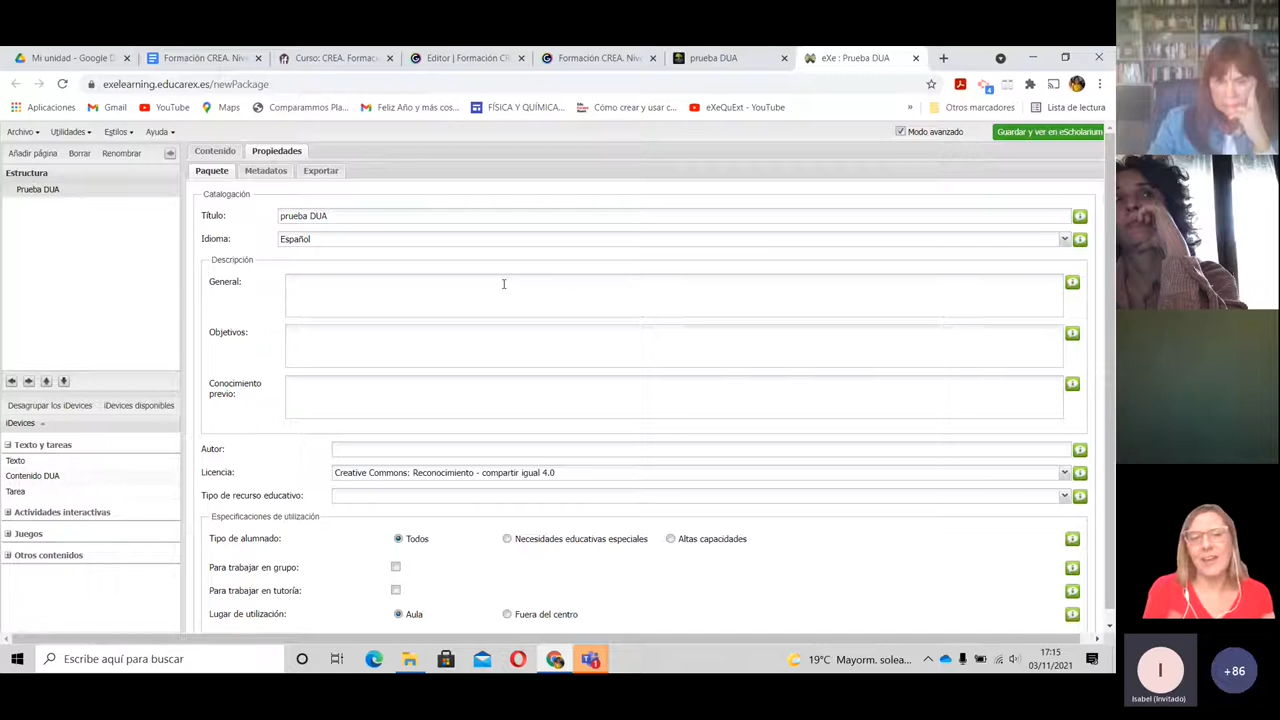 Mi unidad - Google D
Formación CREA. Nive
Curso: CREA. Formac
Editor | Formación CR
Formación CREA. Nive
prueba DUA
eXe : Prueba DUA
exelearning.educarex.es/newPackage
Aplicaciones
Gmail
YouTube
Maps
Comparammos Pla...
Feliz Año y más cos...
FÍSICA Y QUÍMICA...
Cómo crear y usar c...
eXeQuExt - YouTube
»
Otros marcadores
Lista de lectura
Archivo
Utilidades
Estilos
Ayuda
Modo avanzado
Guardar y ver en eScholarium
Añadir página
Borrar
Renombrar
Contenido
Propiedades
Estructura
Paquete
Metadatos
Exportar
Prueba DUA
Catalogación
Título:
prueba DUA
Idioma:
Español
Descripción
General:
Objetivos:
Conocimiento
previo:
Desagrupar los iDevices
iDevices disponibles
iDevices
Texto y tareas
Texto
Contenido DUA
Tarea
Actividades interactivas
Juegos
Otros contenidos
Autor:
Licencia:
Creative Commons: Reconocimiento - compartir igual 4.0
Tipo de recurso educativo:
Especificaciones de utilización
Tipo de alumnado:
Todos
Necesidades educativas especiales
Altas capacidades
Para trabajar en grupo:
Para trabajar en tutoría:
Lugar de utilización:
Aula
Fuera del centro
Escribe aquí para buscar
19°C Mayorm. solea...
17:15
03/11/2021
I
Isabel (Invitado)
+86